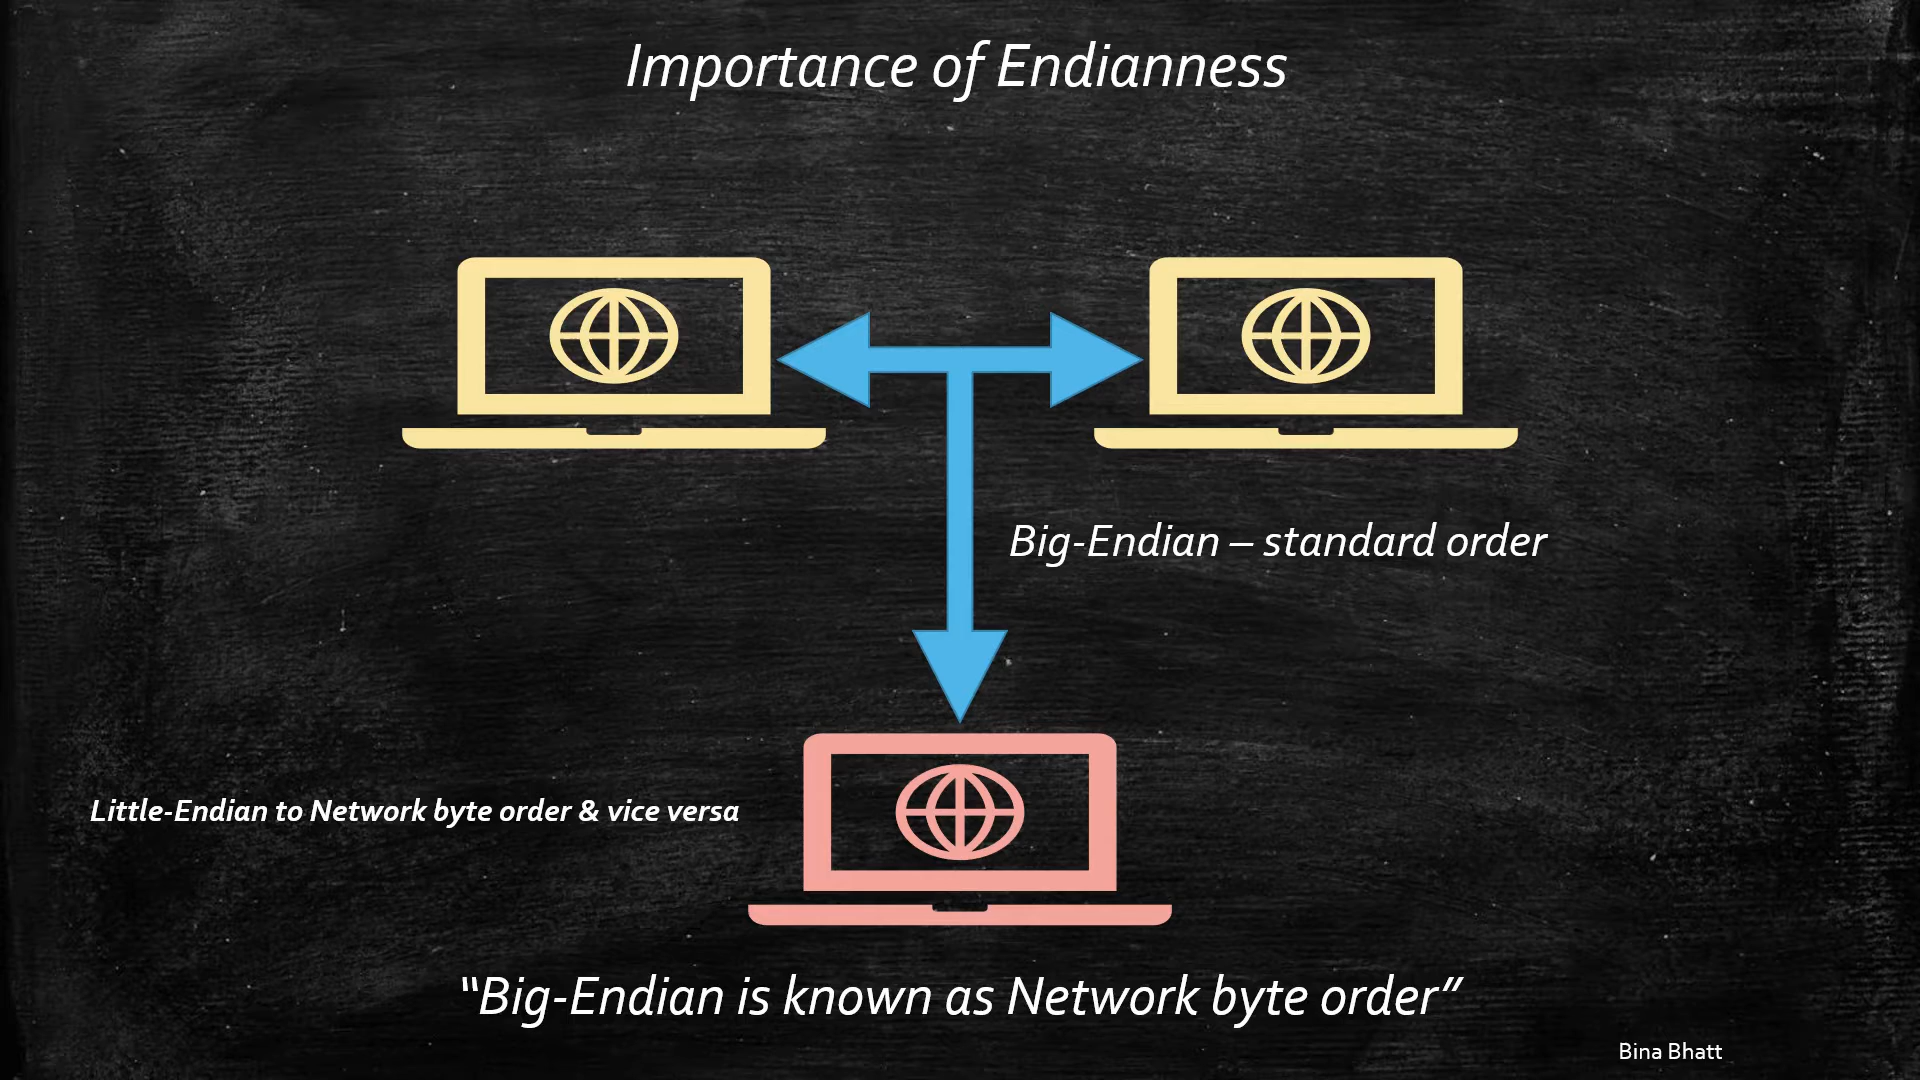 Importance of Endianness
Big-Endian – standard order
Little-Endian to Network byte order & vice versa
“Big-Endian is known as Network byte order”
Bina Bhatt